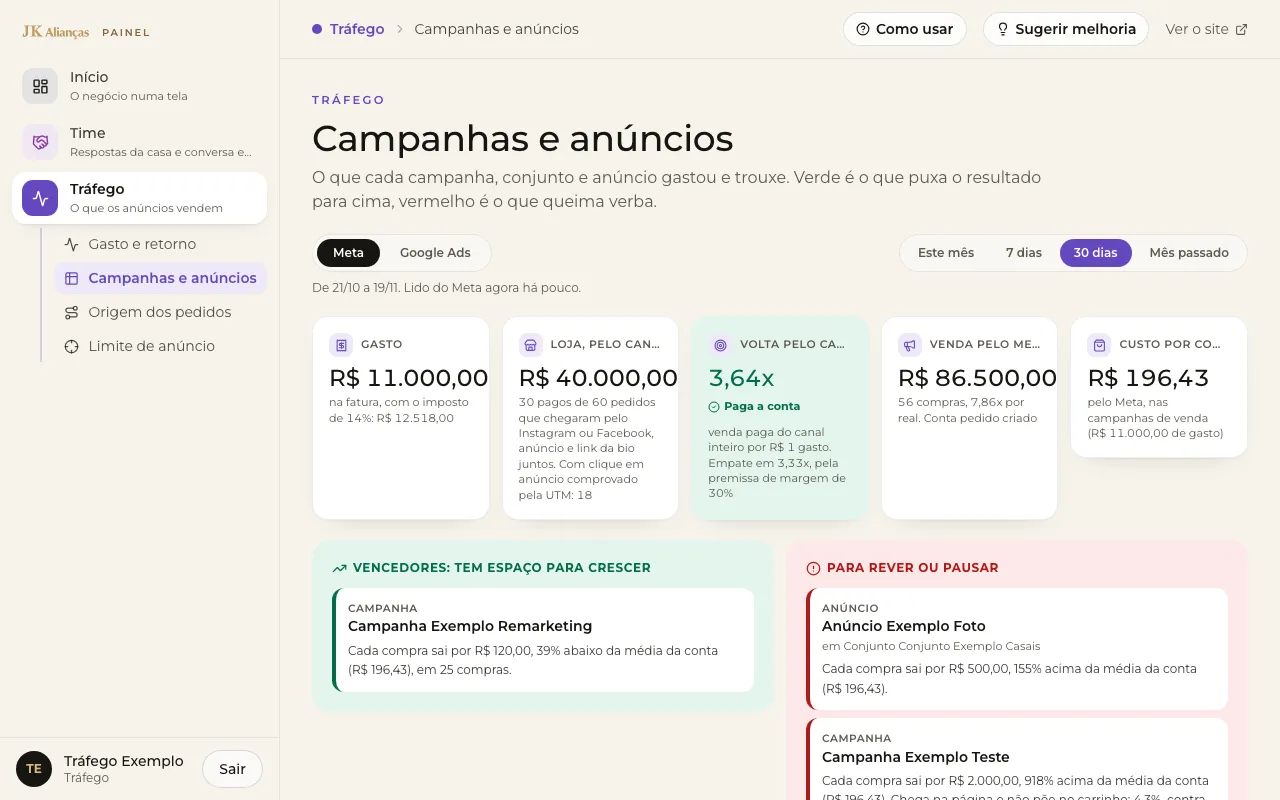 JK Alianças PAINEL
Início
O negócio numa tela
Time
Respostas da casa e conversa e...
Tráfego
O que os anúncios vendem
Gasto e retorno
Campanhas e anúncios
Origem dos pedidos
Limite de anúncio
TE
Tráfego Exemplo
Tráfego
Sair
Tráfego > Campanhas e anúncios
Como usar
Sugerir melhoria
Ver o site
TRÁFEGO
Campanhas e anúncios
O que cada campanha, conjunto e anúncio gastou e trouxe. Verde é o que puxa o resultado
para cima, vermelho é o que queima verba.
Meta
Google Ads
Este mês
7 dias
30 dias
Mês passado
De 21/10 a 19/11. Lido do Meta agora há pouco.
GASTO
R$ 11.000,00
na fatura, com o imposto
de 14%: R$ 12.518,00
LOJA, PELO CAN...
R$ 40.000,00
30 pagos de 60 pedidos
que chegaram pelo
Instagram ou Facebook,
anúncio e link da bio
juntos. Com clique em
anúncio comprovado
pela UTM: 18
VOLTA PELO CA...
3,64x
Paga a conta
venda paga do canal
inteiro por R$ 1 gasto.
Empate em 3,33x, pela
premissa de margem de
30%
VENDA PELO ME...
R$ 86.500,00
56 compras, 7,86x por
real. Conta pedido criado
CUSTO POR CO...
R$ 196,43
pelo Meta, nas
campanhas de venda
(R$ 11.000,00 de gasto)
VENCEDORES: TEM ESPAÇO PARA CRESCER
CAMPANHA
Campanha Exemplo Remarketing
Cada compra sai por R$ 120,00, 39% abaixo da média da conta
(R$ 196,43), em 25 compras.
PARA REVER OU PAUSAR
ANÚNCIO
Anúncio Exemplo Foto
em Conjunto Conjunto Exemplo Casais
Cada compra sai por R$ 500,00, 155% acima da média da conta
(R$ 196,43).
CAMPANHA
Campanha Exemplo Teste
Cada compra sai por R$ 2.000,00, 918% acima da média da conta
(R$ 196,43). Chega na página e não põe no carrinho: 4,3%, contra